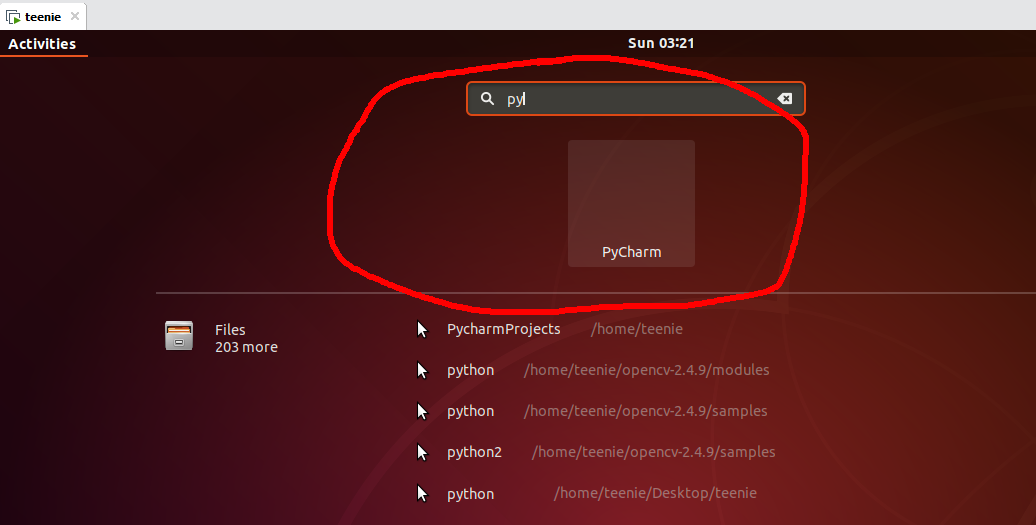 teenie
Activities
Sun 03:21
py
PyCharm
Files
203 more
PycharmProjects /home/teenie
python /home/teenie/opencv-2.4.9/modules
python /home/teenie/opencv-2.4.9/samples
python2 /home/teenie/opencv-2.4.9/samples
python /home/teenie/Desktop/teenie